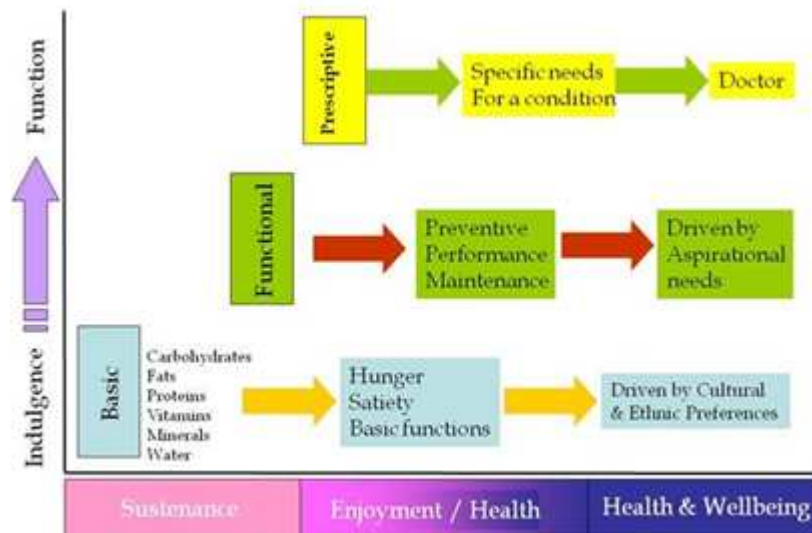 Function
Indulgence
Prescriptive
Specific needs
For a condition
Doctor
Functional
Preventive
Performance
Maintenance
Driven by
Aspirational
needs
Basic
Carbohydrates
Fats
Proteins
Vitamins
Minerals
Water
Hunger
Satiety
Basic functions
Driven by Cultural
& Ethnic Preferences
Sustenance
Enjoyment / Health
Health & Wellbeing